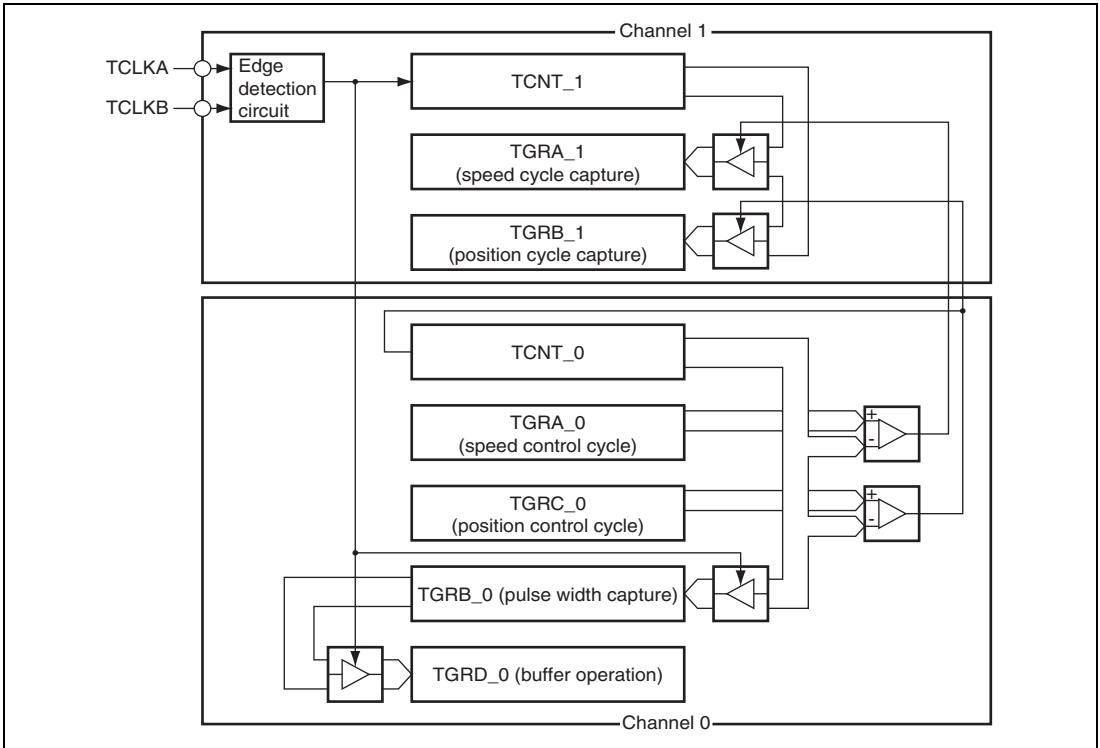 Channel 1
TCLKA
TCLKB
Edge
detection
circuit
TCNT_1
TGRA_1
(speed cycle capture)
TGRB_1
(position cycle capture)
TCNT_0
TGRA_0
(speed control cycle)
+
-
TGRC_0
(position control cycle)
+
-
TGRB_0 (pulse width capture)
TGRD_0 (buffer operation)
Channel 0